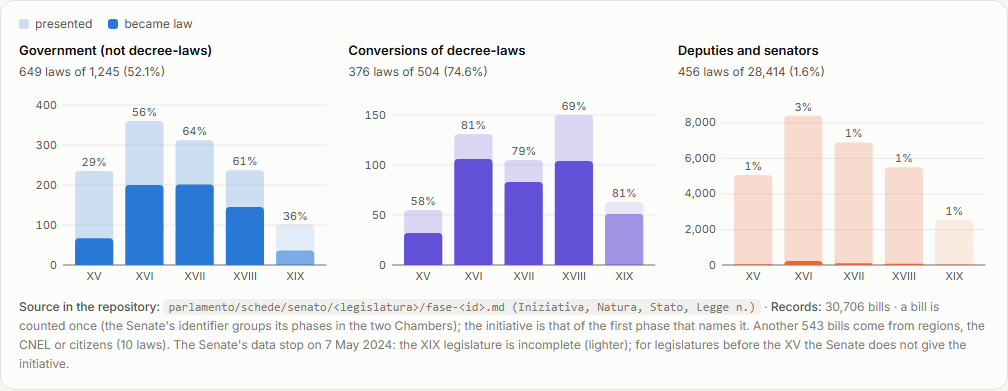 presented became law
Government (not decree-laws)
649 laws of 1,245 (52.1%)
400
300
200
100
0
29%
56%
64%
61%
36%
XV XVI XVII XVIII XIX
Conversions of decree-laws
376 laws of 504 (74.6%)
150
100
50
0
58%
81%
79%
69%
81%
XV XVI XVII XVIII XIX
Deputies and senators
456 laws of 28,414 (1.6%)
8,000
6,000
4,000
2,000
0
1%
3%
1%
1%
1%
XV XVI XVII XVIII XIX
Source in the repository: parlamento/schede/senato/<legislatura>/fase-<id>.md (Iniziativa, Natura, Stato, Legge n.) · Records: 30,706 bills · a bill is
counted once (the Senate's identifier groups its phases in the two Chambers); the initiative is that of the first phase that names it. Another 543 bills come from regions, the
CNEL or citizens (10 laws). The Senate's data stop on 7 May 2024: the XIX legislature is incomplete (lighter); for legislatures before the XV the Senate does not give the
initiative.